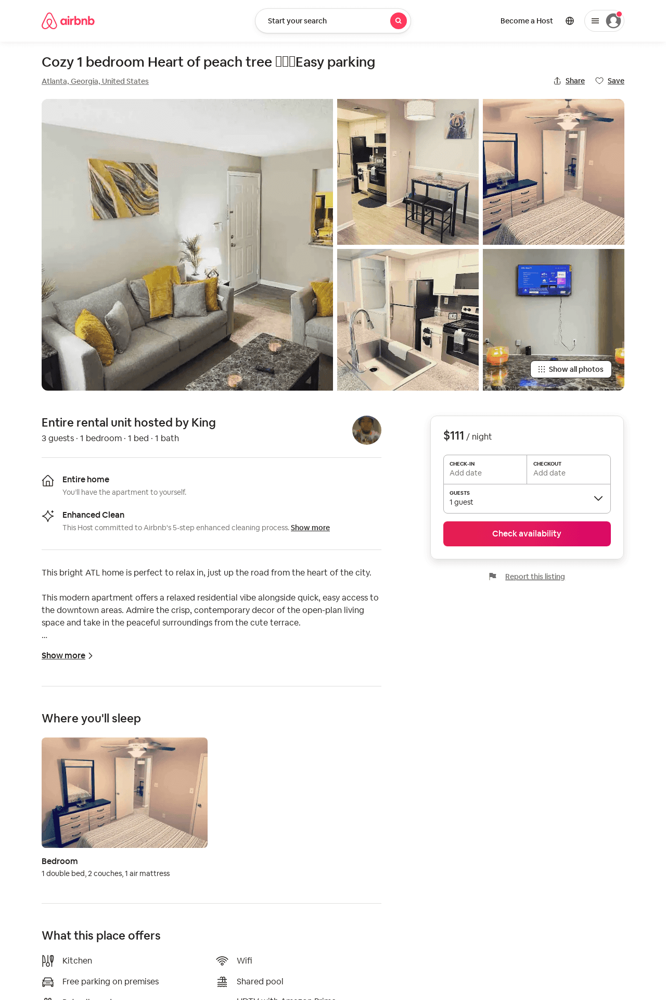 airbnb
Start your search
Become a Host
Cozy 1 bedroom Heart of peach tree Easy parking
Atlanta, Georgia, United States
Share
Save
Show all photos
Entire rental unit hosted by King
3 guests · 1 bedroom · 1 bed · 1 bath
$111 / night
CHECK-IN
Add date
CHECKOUT
Add date
GUESTS
1 guest
Check availability
Report this listing
Entire home
You’ll have the apartment to yourself.
Enhanced Clean
This Host committed to Airbnb's 5-step enhanced cleaning process. Show more
This bright ATL home is perfect to relax in, just up the road from the heart of the city.
This modern apartment offers a relaxed residential vibe alongside quick, easy access to
the downtown areas. Admire the crisp, contemporary decor of the open-plan living
space and take in the peaceful surroundings from the cute terrace.
...
Show more
Where you'll sleep
Bedroom
1 double bed, 2 couches, 1 air mattress
What this place offers
Kitchen
Wifi
Free parking on premises
Shared pool
HDTV with Amazon Prime